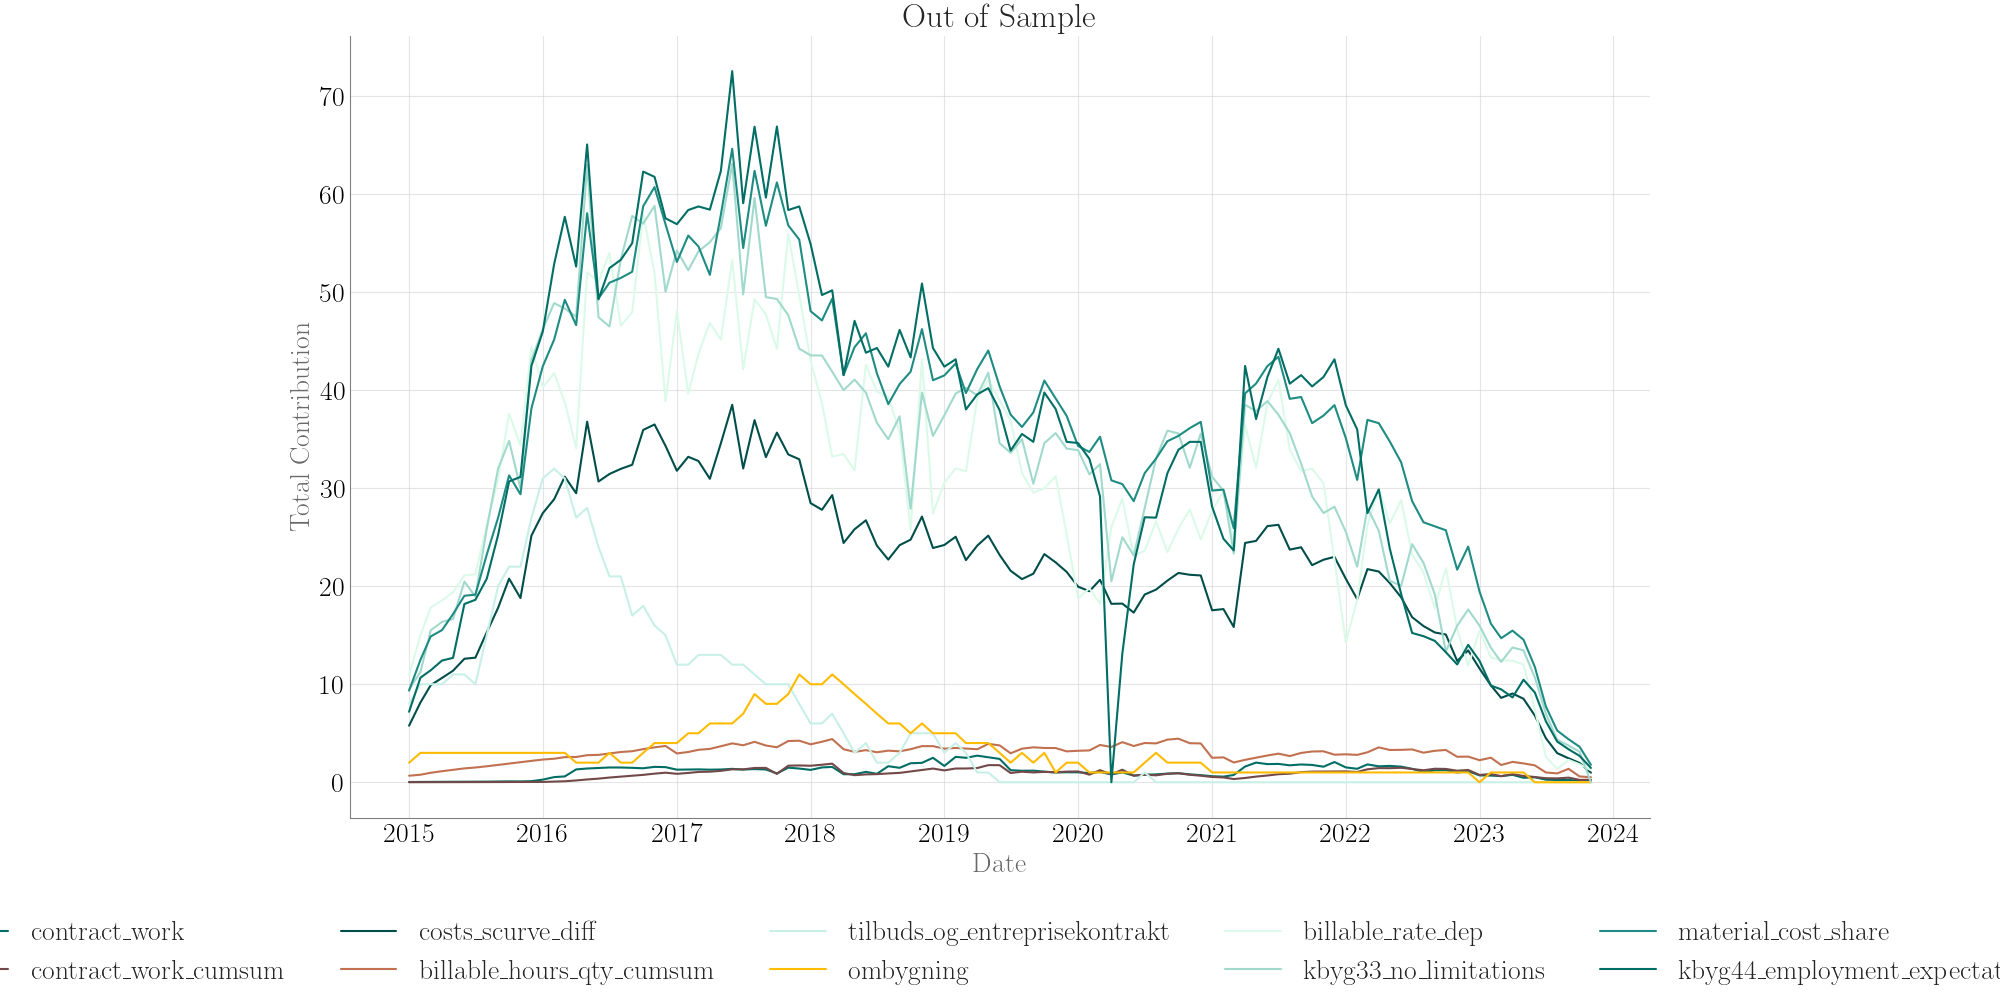 Out of Sample
Total Contribution
70
60
50
40
30
20
10
0
2015 2016 2017 2018 2019 2020 2021 2022 2023 2024
Date
contract_work costs_scurve_diff tilbuds_og_entreprisekontrakt billable_rate_dep material_cost_share
contract_work_cumsum billable_hours_qty_cumsum ombygning kbyg33_no_limitations kbyg44_employment_expectat